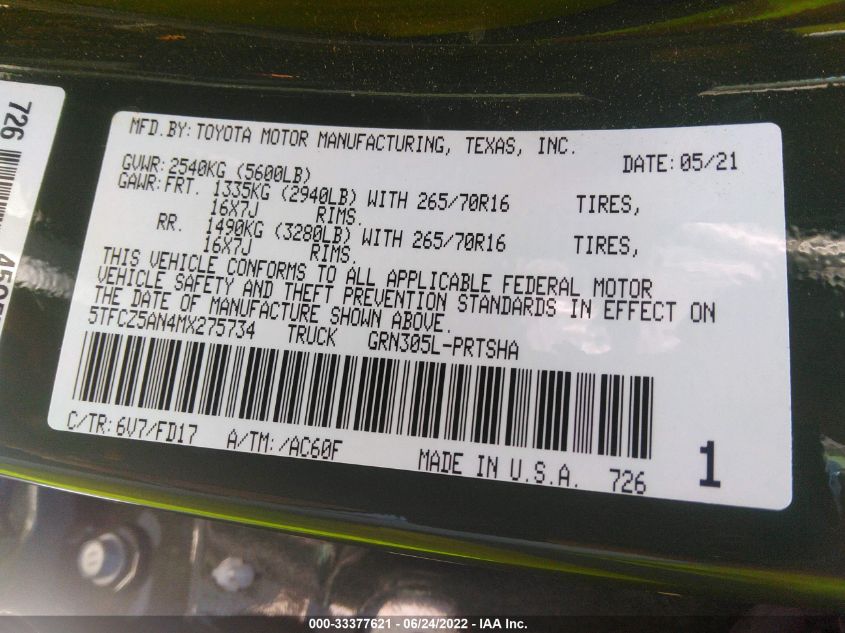 MFD.BY: TOYOTA MOTOR MANUFACTURING, TEXAS, INC.
DATE: 05/21
GVWR: 2540KG (5600LB)
GAWR: FRT. 1335KG (2940LB) WITH 265/70R16 TIRES,
16X7J RIMS.
RR. 1490KG (3280LB) WITH 265/70R16 TIRES,
16X7J RIMS.
THIS VEHICLE CONFORMS TO ALL APPLICABLE FEDERAL MOTOR
VEHICLE SAFETY AND THEFT PREVENTION STANDARDS IN EFFECT ON
THE DATE OF MANUFACTURE SHOWN ABOVE.
5TFCZ5AN4MX275734 TRUCK GRN305L-PRTSHA
C/TR: 6V7/FD17 A/TM: /AC60F MADE IN U.S.A. 726 1
726
000-33377621 - 06/24/2022 - IAA Inc.